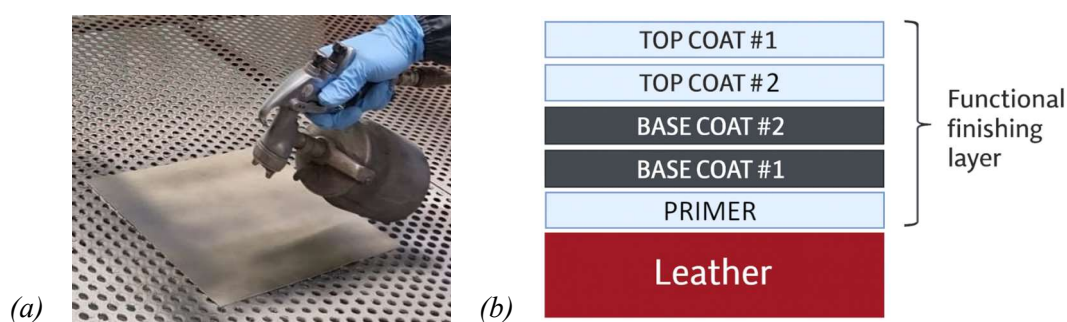 TOP COAT #1
TOP COAT #2
BASE COAT #2
BASE COAT #1
PRIMER
Leather
Functional
finishing
layer
(a)
(b)